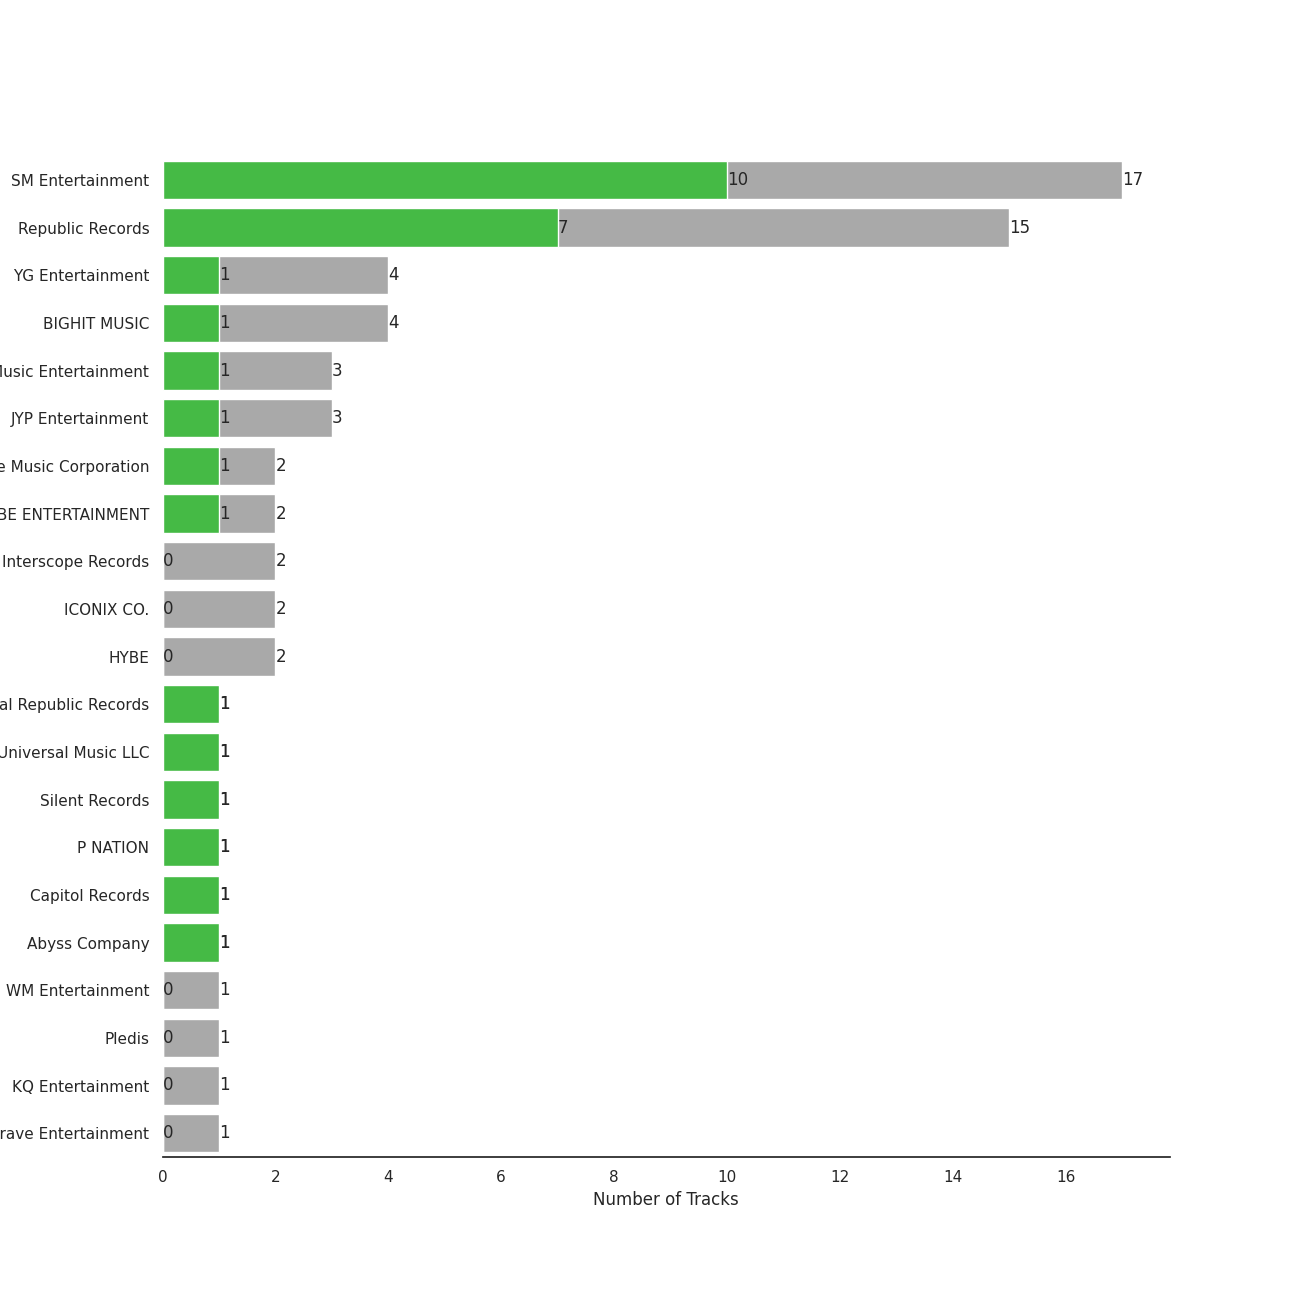 SM Entertainment 10 17
Republic Records 7 15
YG Entertainment 1 4
BIGHIT MUSIC 1 4
Music Entertainment 1 3
JYP Entertainment 1 3
e Music Corporation 1 2
BE ENTERTAINMENT 1 2
Interscope Records 0 2
ICONIX CO. 0 2
HYBE 0 2
al Republic Records 1
Universal Music LLC 1
Silent Records 1
P NATION 1
Capitol Records 1
Abyss Company 1
WM Entertainment 0 1
Pledis 0 1
KQ Entertainment 0 1
rave Entertainment 0 1
0 2 4 6 8 10 12 14 16
Number of Tracks